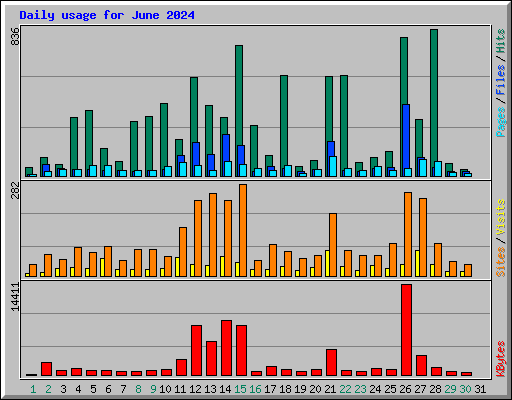 Daily usage for June 2024
836
Pages / Files / Hits
282
Sites / Visits
14411
KBytes
1 2 3 4 5 6 7 8 9 10 11 12 13 14 15 16 17 18 19 20 21 22 23 24 25 26 27 28 29 30 31